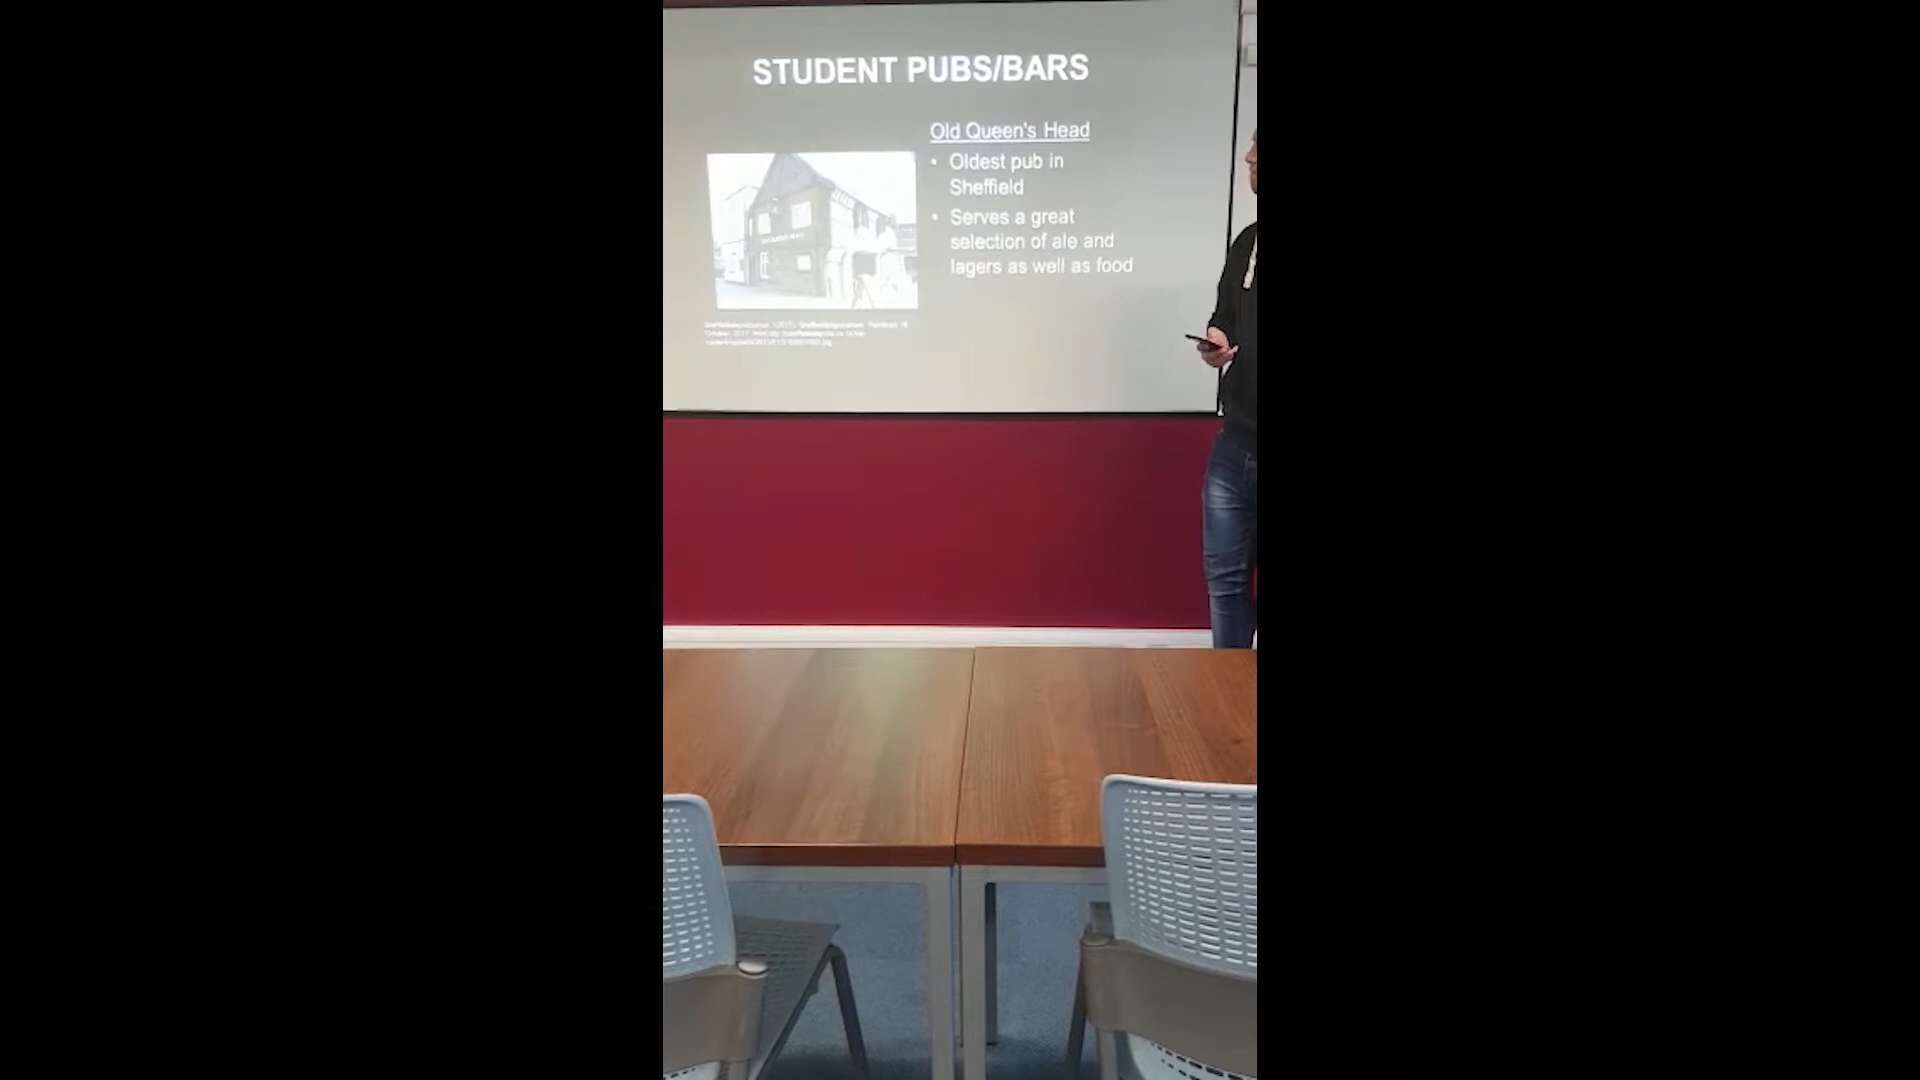 STUDENT PUBS/BARS
Old Queen's Head
• Oldest pub in
Sheffield
• Serves a great
selection of ale and
lagers as well as food